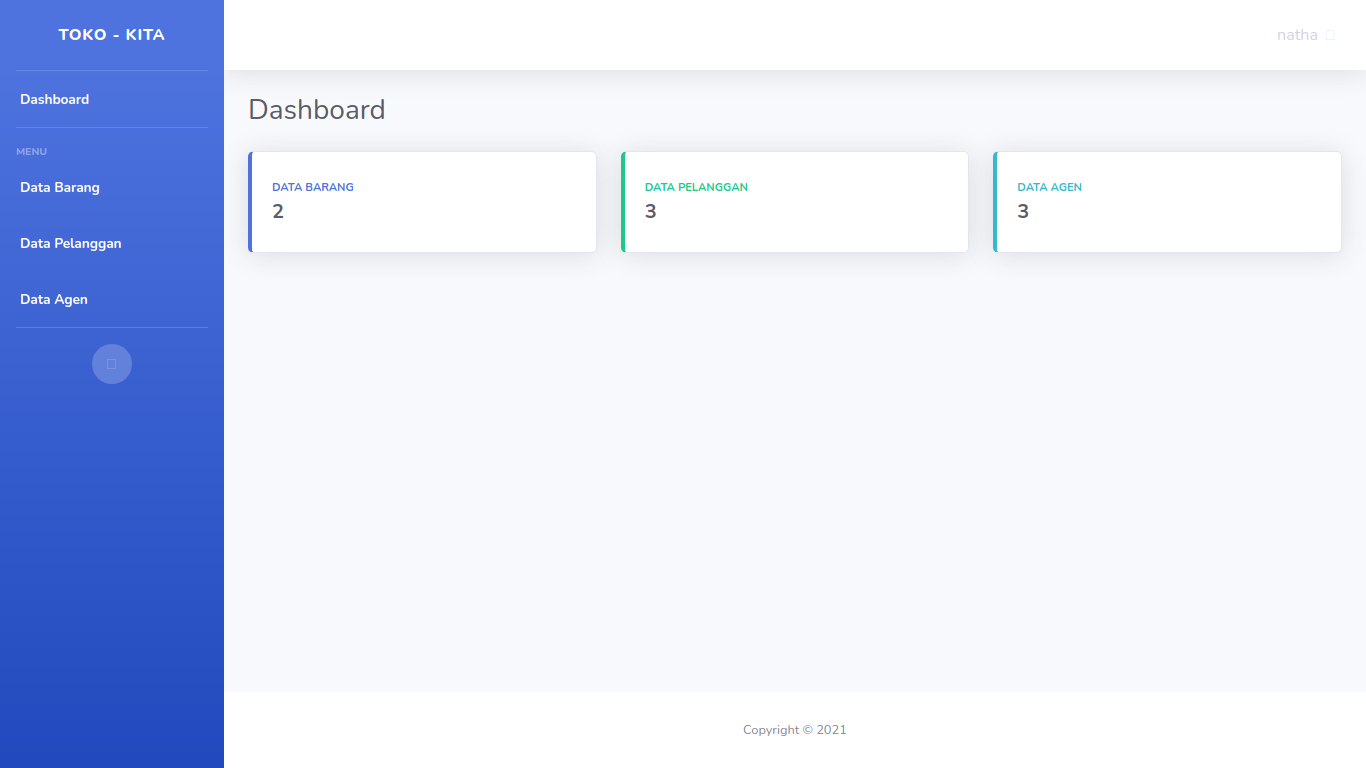 TOKO - KITA
Dashboard
MENU
Data Barang
Data Pelanggan
Data Agen
natha
Dashboard
DATA BARANG
2
DATA PELANGGAN
3
DATA AGEN
3
Copyright © 2021